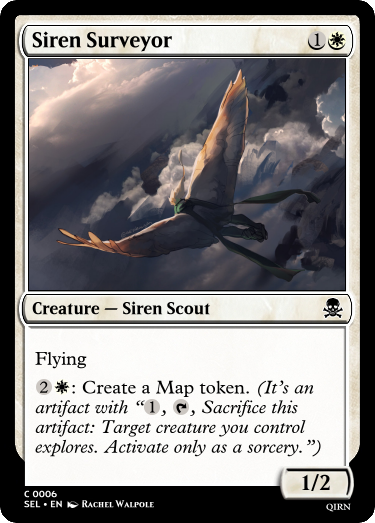 Siren Surveyor 1
Creature — Siren Scout
Flying
2: Create a Map token. (It's an
artifact with “1, , Sacrifice this
artifact: Target creature you control
explores. Activate only as a sorcery.”)
1/2
C 0006
SEL • EN Rachel Walpole
QIRN